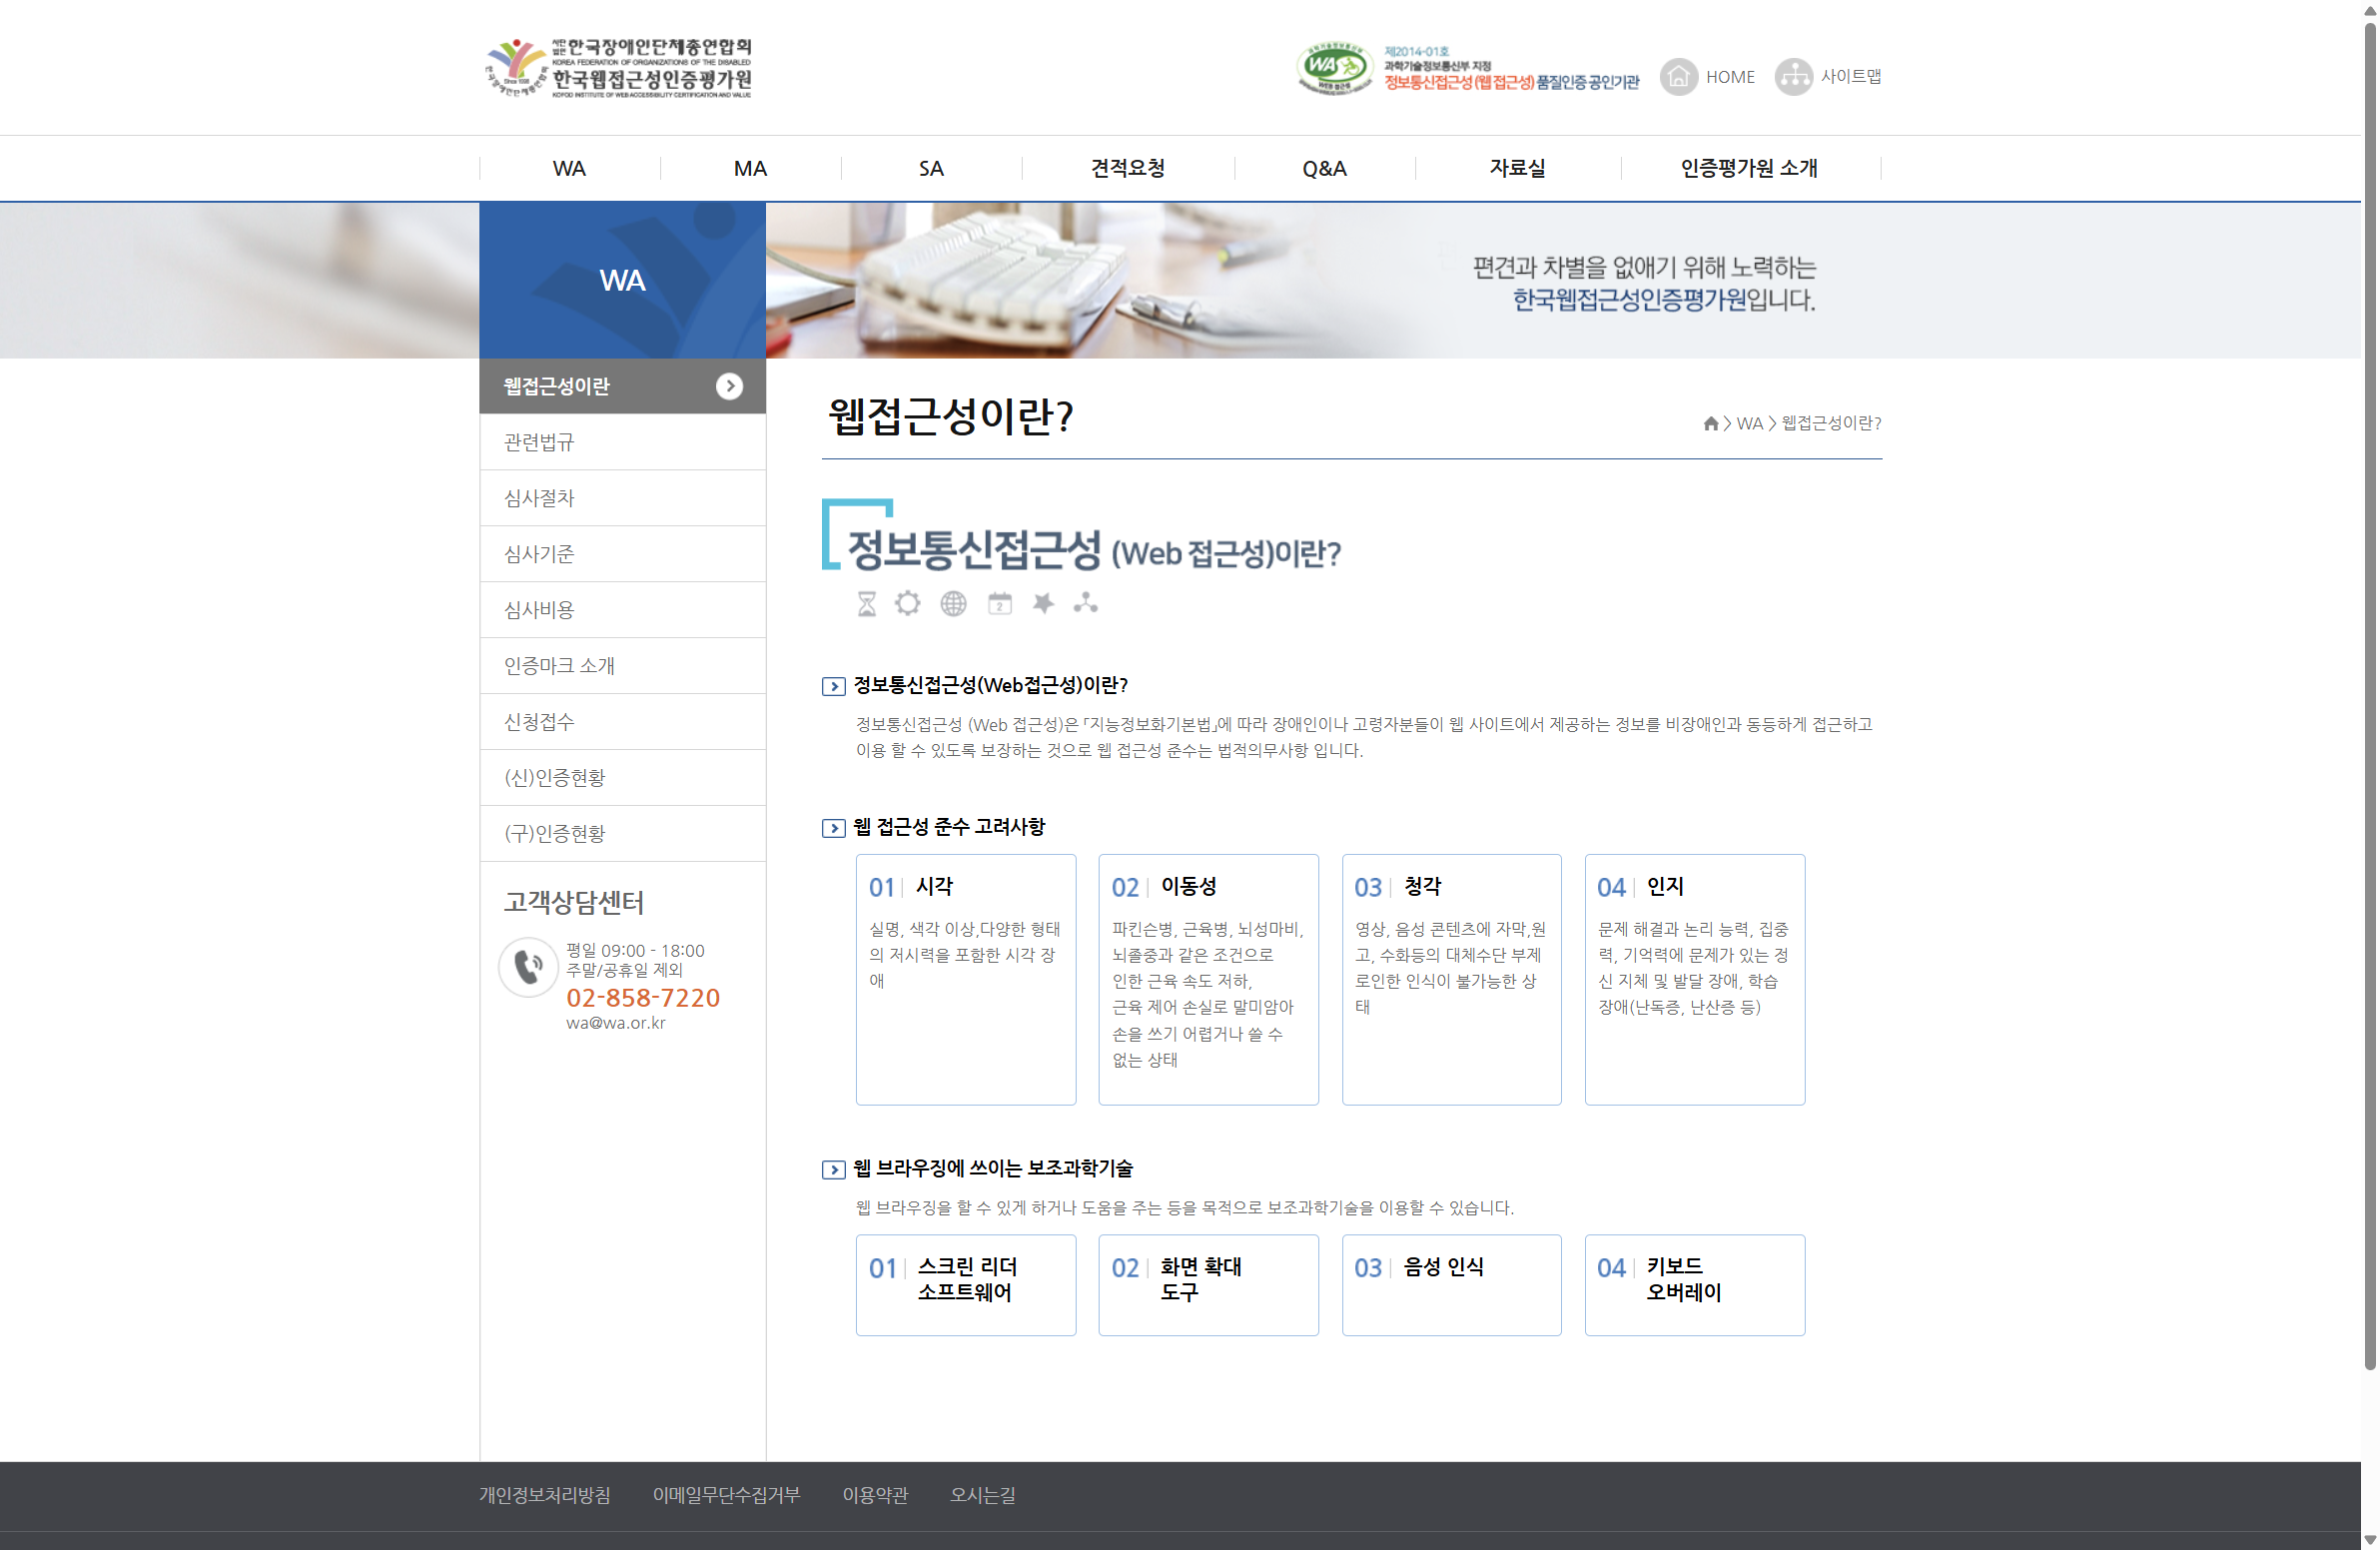 사단법인 한국장애인단체총연합회
KOREA FEDERATION OF ORGANIZATIONS OF THE DISABLED
한국웹접근성인증평가원
KOFOD INSTITUTE OF WEB ACCESSIBILITY CERTIFICATION AND VALUE
Since 1998
한국장애인단체총연합회
과학기술정보통신부
WA
WEB 접근성
제2014-01호
과학기술정보통신부 지정
정보통신접근성 (웹 접근성) 품질인증 공인기관
HOME
사이트맵
WA
MA
SA
견적요청
Q&A
자료실
인증평가원 소개
WA
편견과 차별을 없애기 위해 노력하는
한국웹접근성인증평가원입니다.
웹접근성이란
관련법규
심사절차
심사기준
심사비용
인증마크 소개
신청접수
(신)인증현황
(구)인증현황
고객상담센터
평일 09:00 - 18:00
주말/공휴일 제외
02-858-7220
wa@wa.or.kr
웹접근성이란?
> WA > 웹접근성이란?
정보통신접근성 (Web 접근성)이란?
2
정보통신접근성(Web접근성)이란?
정보통신접근성 (Web 접근성)은 ｢지능정보화기본법｣에 따라 장애인이나 고령자분들이 웹 사이트에서 제공하는 정보를 비장애인과 동등하게 접근하고
이용 할 수 있도록 보장하는 것으로 웹 접근성 준수는 법적의무사항 입니다.
웹 접근성 준수 고려사항
01 시각
실명, 색각 이상,다양한 형태
의 저시력을 포함한 시각 장
애
02 이동성
파킨슨병, 근육병, 뇌성마비,
뇌졸중과 같은 조건으로
인한 근육 속도 저하,
근육 제어 손실로 말미암아
손을 쓰기 어렵거나 쓸 수
없는 상태
03 청각
영상, 음성 콘텐츠에 자막,원
고, 수화등의 대체수단 부제
로인한 인식이 불가능한 상
태
04 인지
문제 해결과 논리 능력, 집중
력, 기억력에 문제가 있는 정
신 지체 및 발달 장애, 학습
장애(난독증, 난산증 등)
웹 브라우징에 쓰이는 보조과학기술
웹 브라우징을 할 수 있게 하거나 도움을 주는 등을 목적으로 보조과학기술을 이용할 수 있습니다.
01 스크린 리더
소프트웨어
02 화면 확대
도구
03 음성 인식
04 키보드
오버레이
개인정보처리방침
이메일무단수집거부
이용약관
오시는길